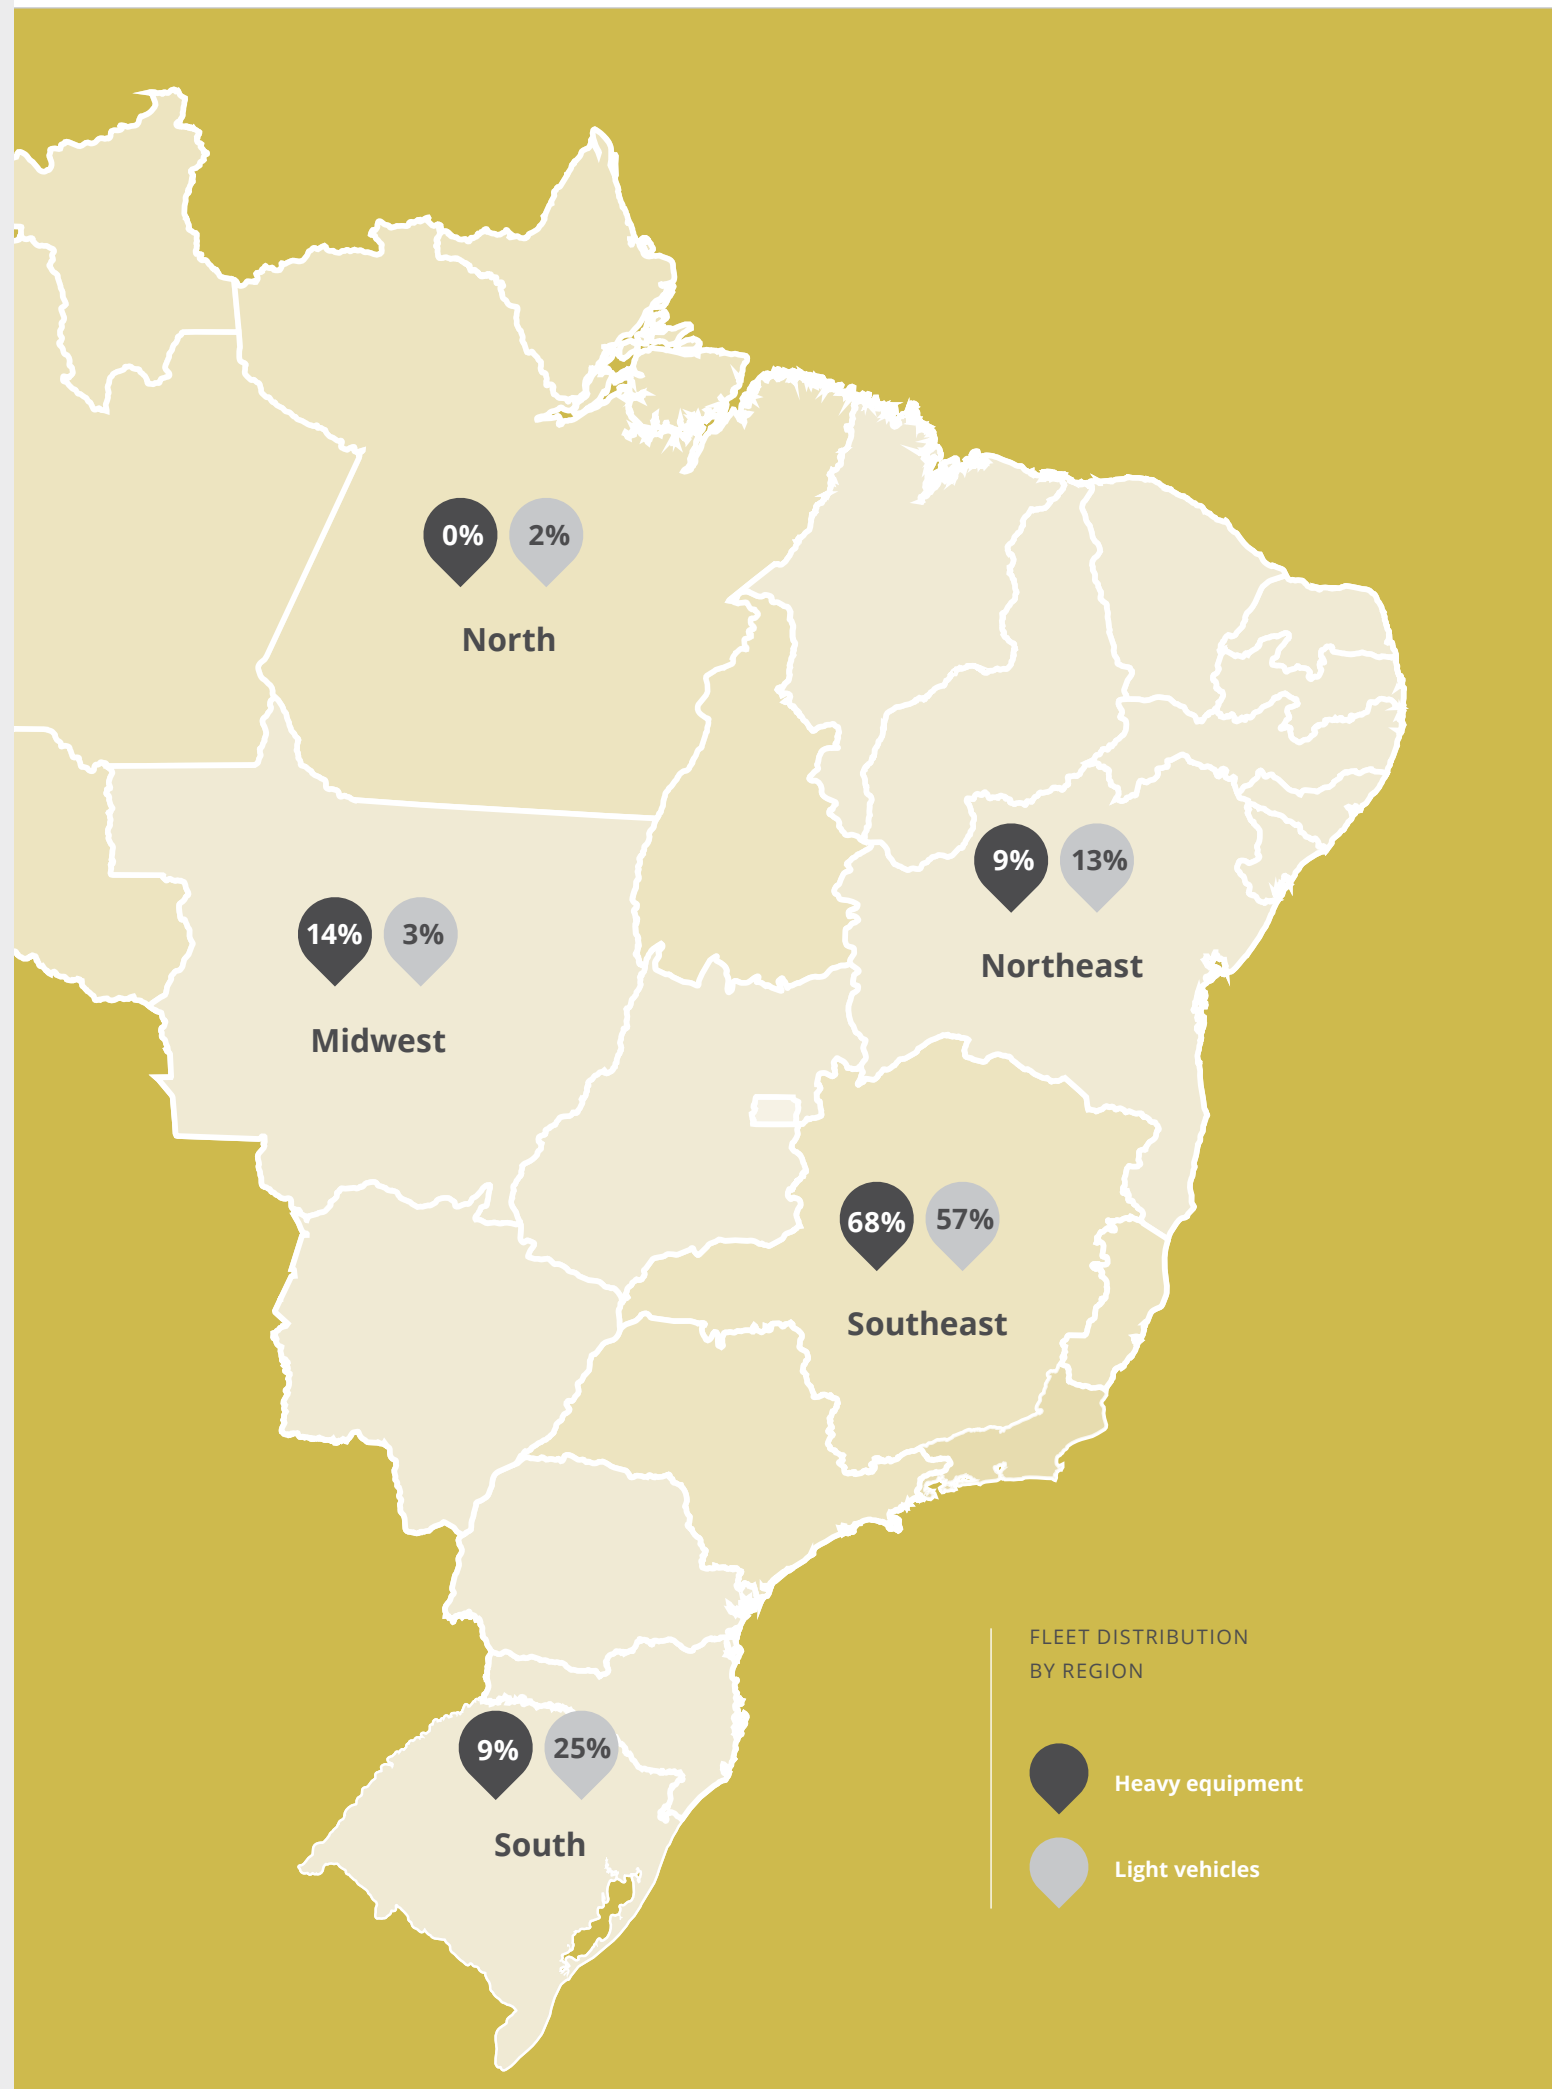 0% 2%
North
9% 13%
Northeast
14% 3%
Midwest
68% 57%
Southeast
9% 25%
South
FLEET DISTRIBUTION
BY REGION
Heavy equipment
Light vehicles